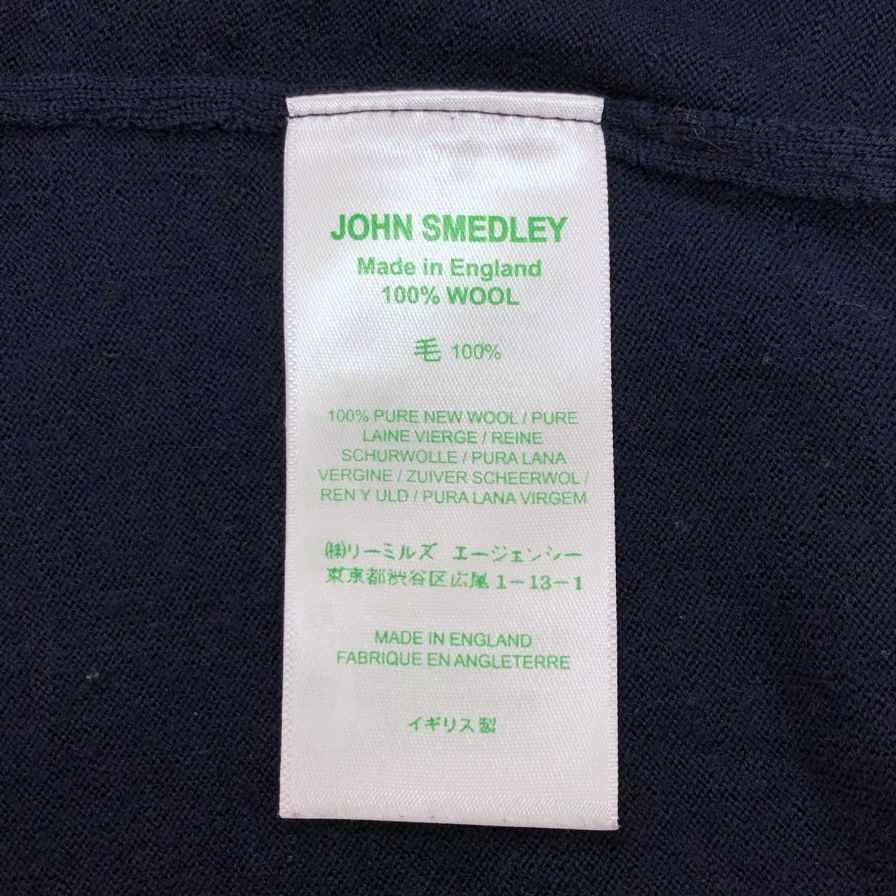 JOHN SMEDLEY
Made in England
100% WOOL
毛 100%
100% PURE NEW WOOL / PURE
LAINE VIERGE / REINE
SCHURWOLLE / PURA LANA
VERGINE / ZUIVER SCHEERWOL /
REN Y ULD / PURA LANA VIRGEM
㈱リーミルズ エージェンシー
東京都渋谷区広尾1-13-1
MADE IN ENGLAND
FABRIQUE EN ANGLETERRE
イギリス製